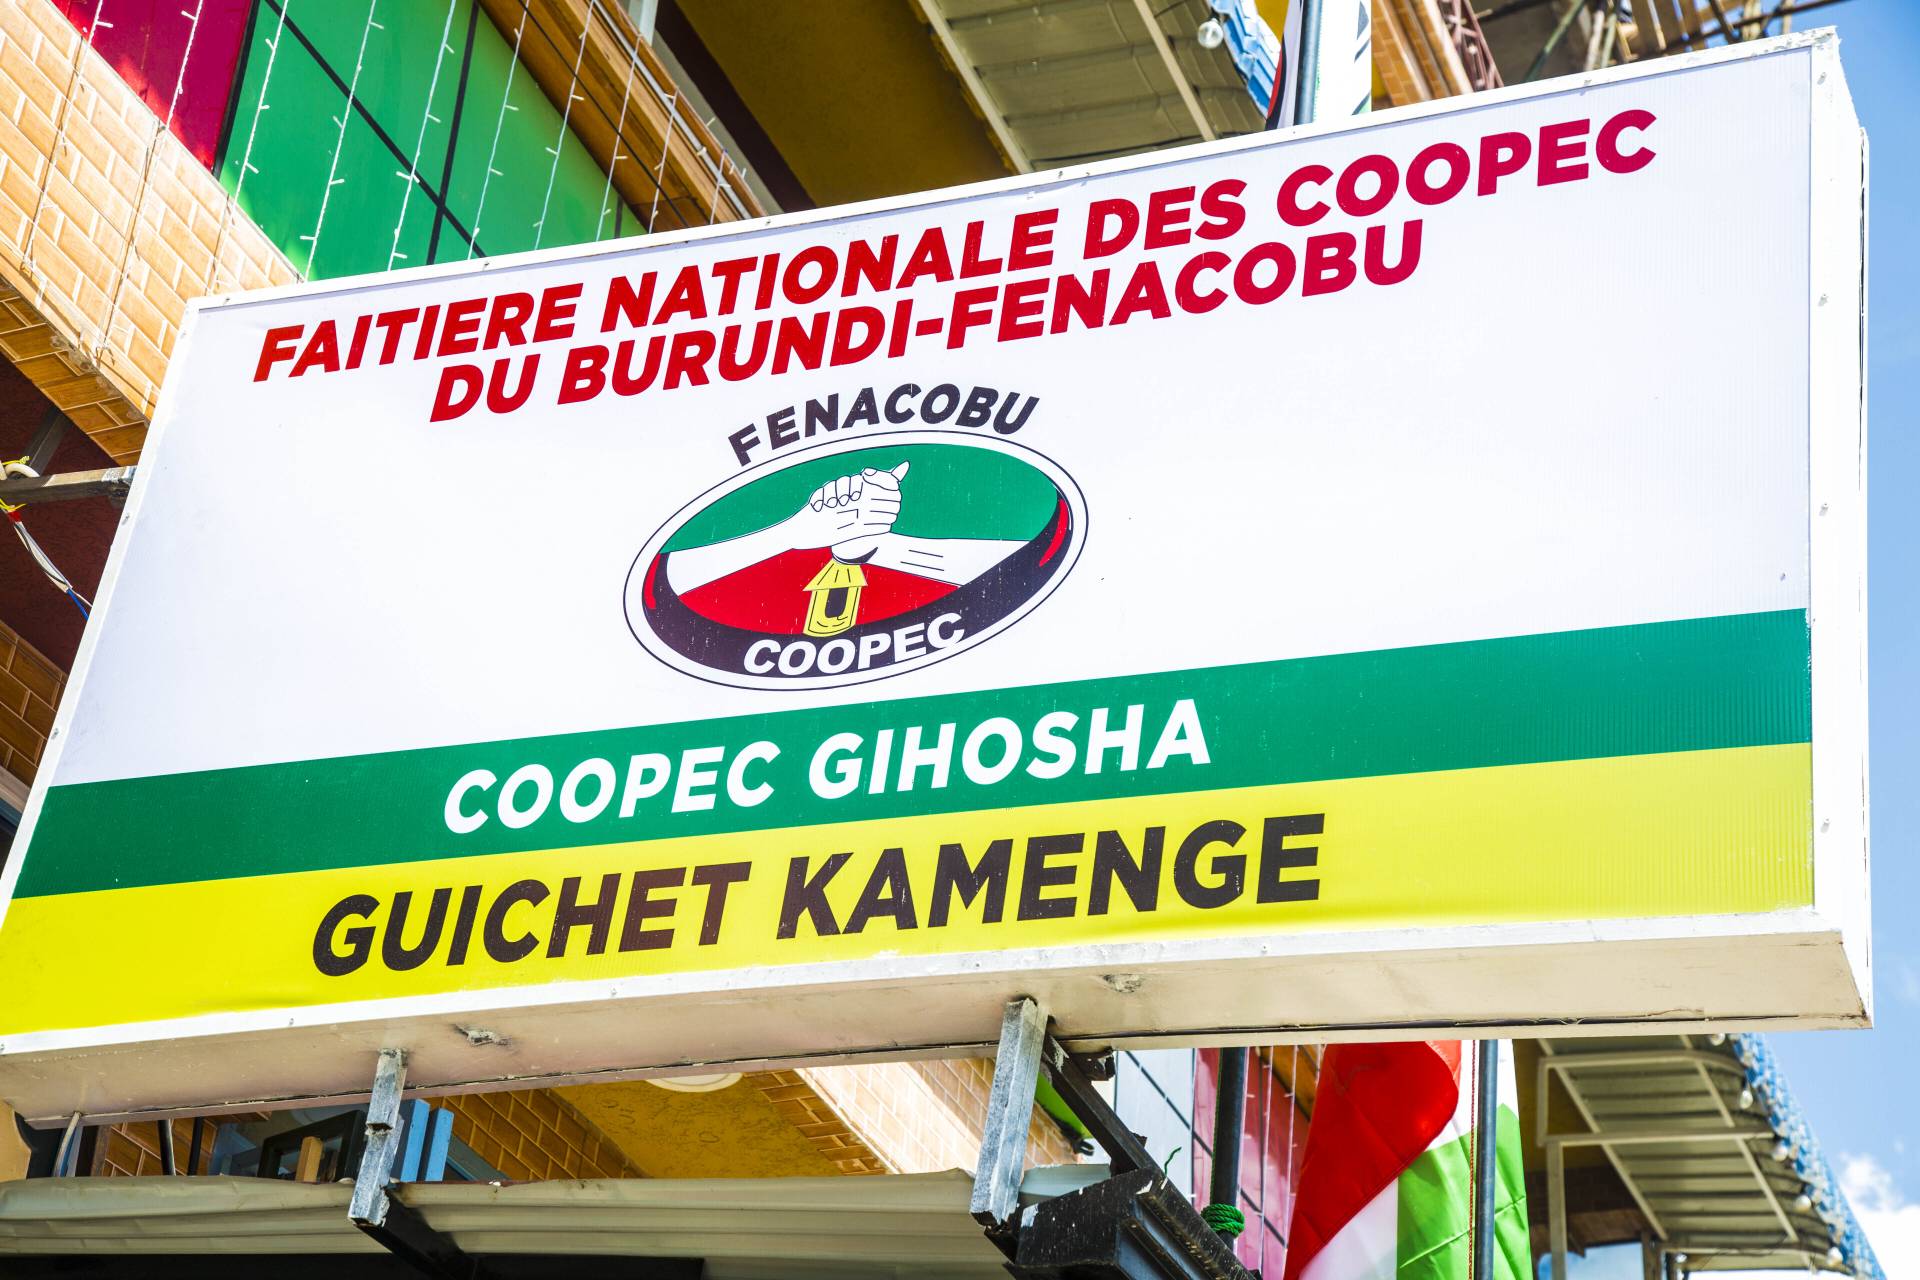 FAITIERE NATIONALE DES COOPEC
DU BURUNDI-FENACOBU
FENACOBU
COOPEC
COOPEC GIHOSHA
GUICHET KAMENGE